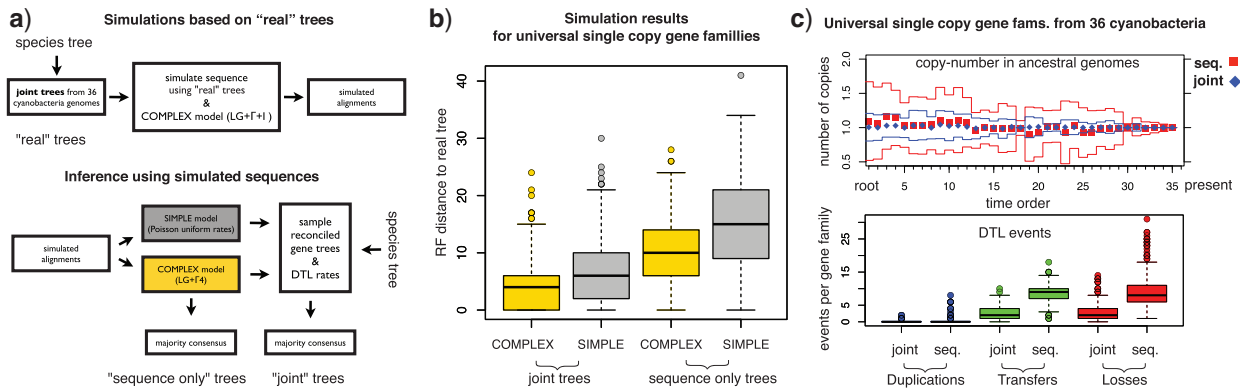 a)
Simulations based on “real” trees
species tree
joint trees from 36
cyanobacteria genomes
simulate sequence
using "real" trees
&
COMPLEX model (LG+Γ+I )
simulated
alignments
"real" trees
Inference using simulated sequences
simulated
alignments
SIMPLE model
(Poisson uniform rates)
COMPLEX model
(LG+Γ4)
sample
reconciled
gene trees
&
DTL rates
species tree
majority consensus
majority consensus
"sequence only" trees
"joint" trees
b)
Simulation results
for universal single copy gene famillies
RF distance to real tree
40
30
20
10
0
COMPLEX
SIMPLE
COMPLEX
SIMPLE
joint trees
sequence only trees
c)
Universal single copy gene fams. from 36 cyanobacteria
copy-number in ancestral genomes
seq.
joint
number of copies
2.0
1.5
1.0
0.5
root
5
10
15
20
25
30
35
present
time order
DTL events
events per gene family
25
15
5
0
joint
seq.
joint
seq.
joint
seq.
Duplications
Transfers
Losses